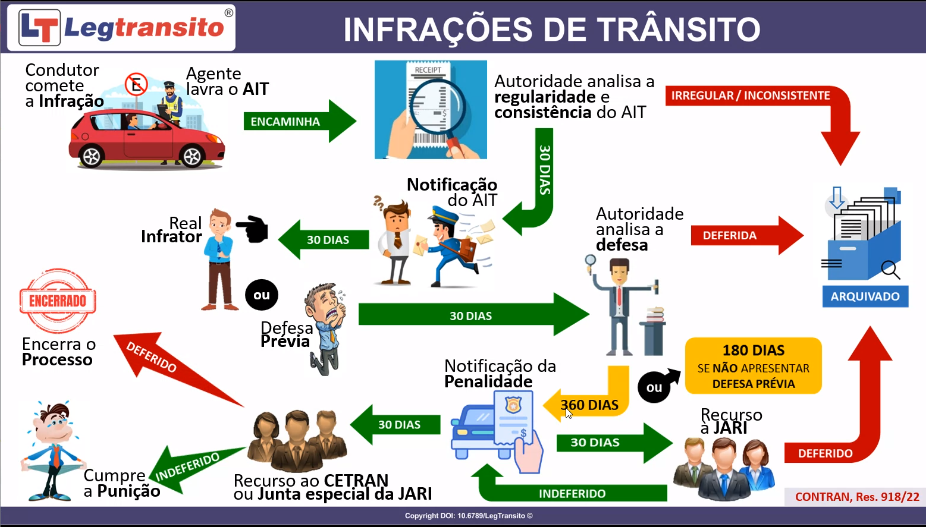 LT Legtransito®
INFRAÇÕES DE TRÂNSITO
Condutor
comete
a Infração
E
Agente
lavra o AIT
ENCAMINHA
RECEIPT
Autoridade analisa a
regularidade e
consistência do AIT
IRREGULAR / INCONSISTENTE
30 DIAS
Notificação
do AIT
??
Real
Infrator
30 DIAS
Autoridade
analisa a
defesa
DEFERIDA
ARQUIVADO
ou
Defesa
Prévia
30 DIAS
ENCERRADO
Encerra o
Processo
DEFERIDO
Notificação da
Penalidade
360 DIAS
ou
180 DIAS
SE NÃO APRESENTAR
DEFESA PRÉVIA
$
30 DIAS
30 DIAS
Recurso
à JARI
DEFERIDO
INDEFERIDO
Cumpre
a Punição
INDEFERIDO
Recurso ao CETRAN
ou Junta especial da JARI
CONTRAN, Res. 918/22
Copyright DOI: 10.6789/LegTransito ©